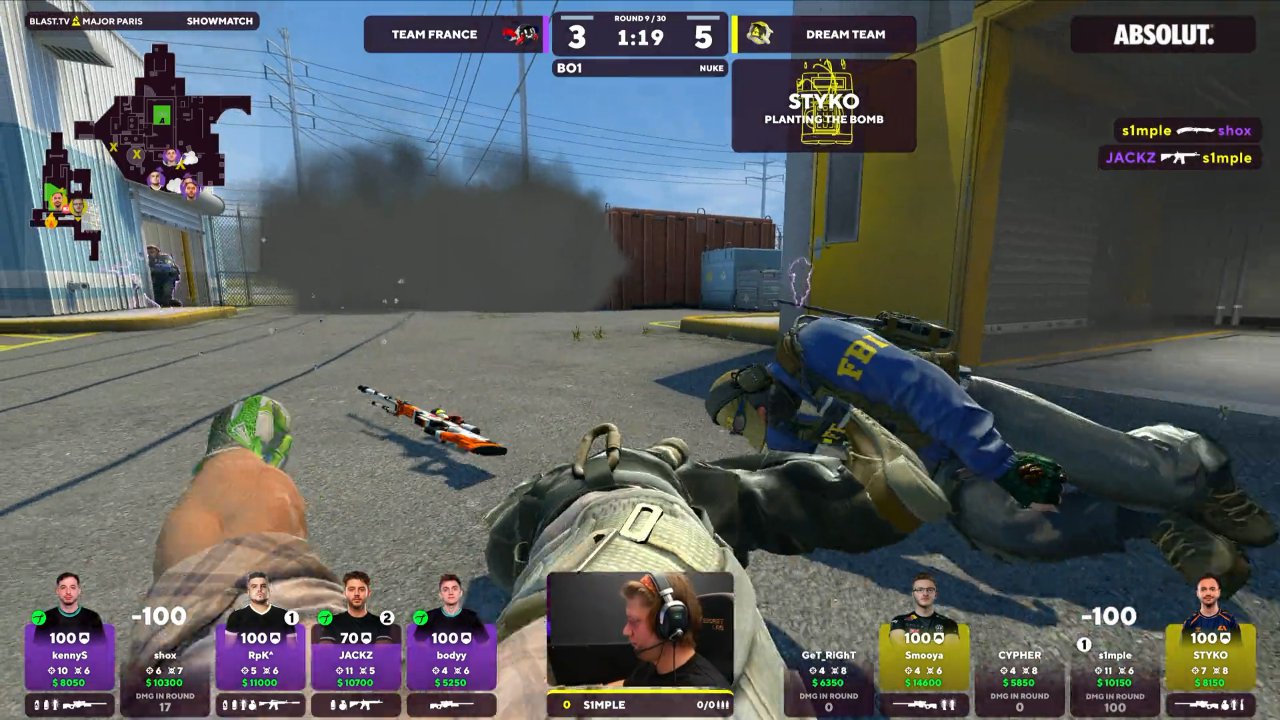 BLAST.TV MAJOR PARIS SHOWMATCH
TEAM FRANCE
3
ROUND 9 / 30
1:19
5
DREAM TEAM
BO1 NUKE
ABSOLUT.
STYKO
PLANTING THE BOMB
s1mple shox
JACKZ s1mple
A
FBI
100
kennyS
10 6
$ 8050
-100
shox
6 7
$ 10300
DMG IN ROUND
17
1
100
RpK^
5 6
$ 11000
2
70
JACKZ
11 5
$ 10700
100
bodyy
4 6
$ 5250
0 S1MPLE 0/0
GeT_RiGhT
4 8
$ 6350
DMG IN ROUND
0
100
Smooya
4 6
$ 14600
CYPHER
4 8
$ 5850
DMG IN ROUND
0
-100
1
s1mple
11 6
$ 10150
DMG IN ROUND
100
100
STYKO
7 8
$ 8150